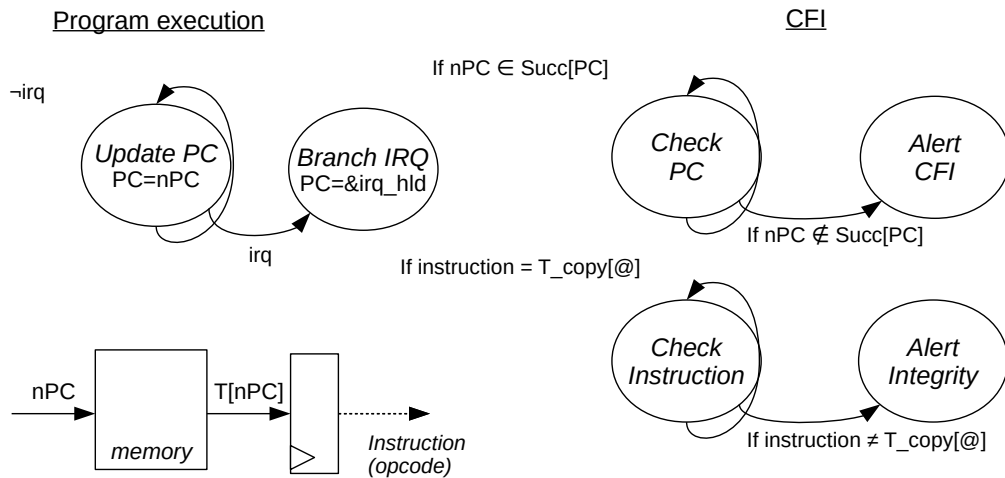 Program execution
CFI
If nPC ∈ Succ[PC]
¬irq
Update PC
PC=nPC
Branch IRQ
PC=&irq_hld
irq
Check
PC
Alert
CFI
If nPC ∉ Succ[PC]
If instruction = T_copy[@]
Check
Instruction
Alert
Integrity
If instruction ≠ T_copy[@]
nPC
memory
T[nPC]
Instruction
(opcode)